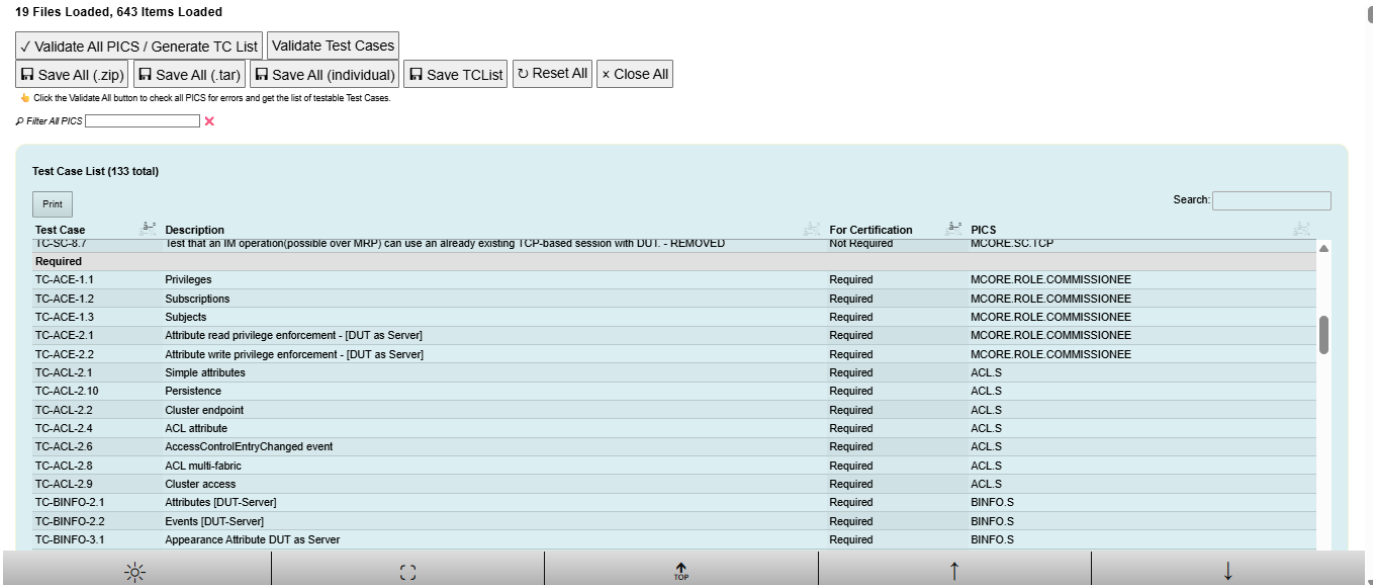 19 Files Loaded, 643 Items Loaded
✓ Validate All PICS / Generate TC List Validate Test Cases
Save All (.zip) Save All (.tar) Save All (individual) Save TCList ↻ Reset All × Close All
Click the Validate All button to check all PICS for errors and get the list of testable Test Cases.
Filter All PICS
Test Case List (133 total)
Print Search:
Test Case Description For Certification PICS
TC-SC-8.7 Test that an IM operation(possible over MRP) can use an already existing TCP-based session with DUT. - REMOVED Not Required MCORE.SC.TCP
Required
TC-ACE-1.1 Privileges Required MCORE.ROLE.COMMISSIONEE
TC-ACE-1.2 Subscriptions Required MCORE.ROLE.COMMISSIONEE
TC-ACE-1.3 Subjects Required MCORE.ROLE.COMMISSIONEE
TC-ACE-2.1 Attribute read privilege enforcement - [DUT as Server] Required MCORE.ROLE.COMMISSIONEE
TC-ACE-2.2 Attribute write privilege enforcement - [DUT as Server] Required MCORE.ROLE.COMMISSIONEE
TC-ACL-2.1 Simple attributes Required ACL.S
TC-ACL-2.10 Persistence Required ACL.S
TC-ACL-2.2 Cluster endpoint Required ACL.S
TC-ACL-2.4 ACL attribute Required ACL.S
TC-ACL-2.6 AccessControlEntryChanged event Required ACL.S
TC-ACL-2.8 ACL multi-fabric Required ACL.S
TC-ACL-2.9 Cluster access Required ACL.S
TC-BINFO-2.1 Attributes [DUT-Server] Required BINFO.S
TC-BINFO-2.2 Events [DUT-Server] Required BINFO.S
TC-BINFO-3.1 Appearance Attribute DUT as Server Required BINFO.S
TOP